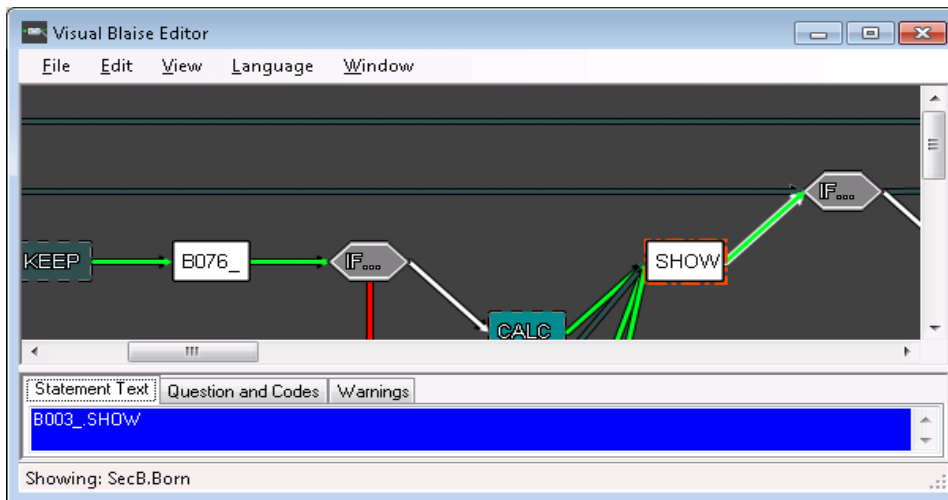 Visual Blaise Editor
File Edit View Language Window
IF...
KEEP B076_ IF... SHOW
CALC
Statement Text Question and Codes Warnings
B003_.SHOW
Showing: SecB.Born